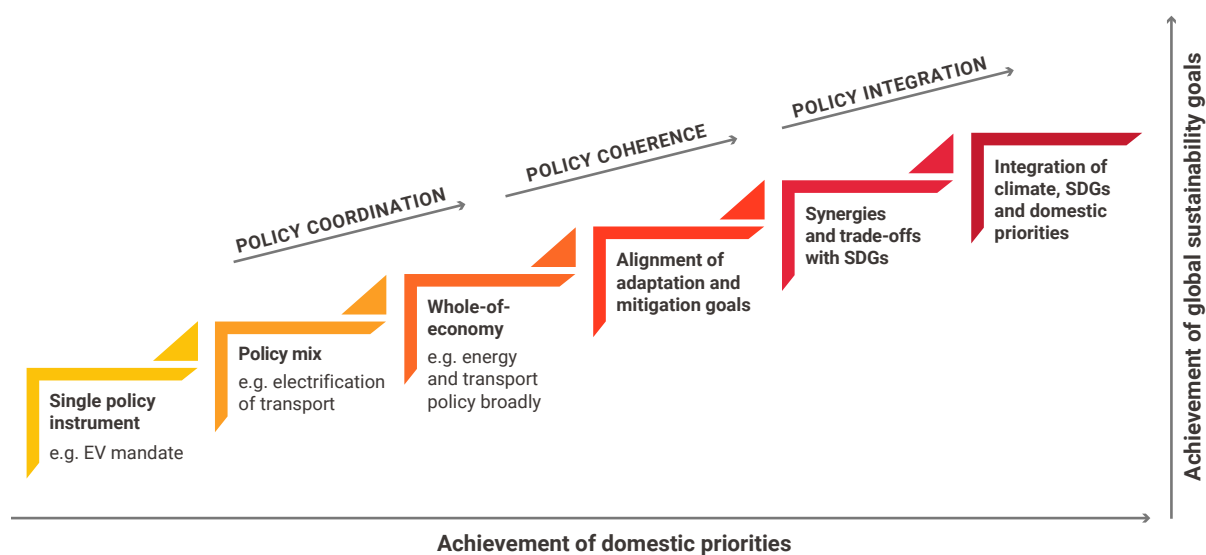 POLICY COORDINATION
POLICY COHERENCE
POLICY INTEGRATION
Single policy
instrument
e.g. EV mandate
Policy mix
e.g. electrification
of transport
Whole-of-
economy
e.g. energy
and transport
policy broadly
Alignment of
adaptation and
mitigation goals
Synergies
and trade-offs
with SDGs
Integration of
climate, SDGs
and domestic
priorities
Achievement of domestic priorities
Achievement of global sustainability goals